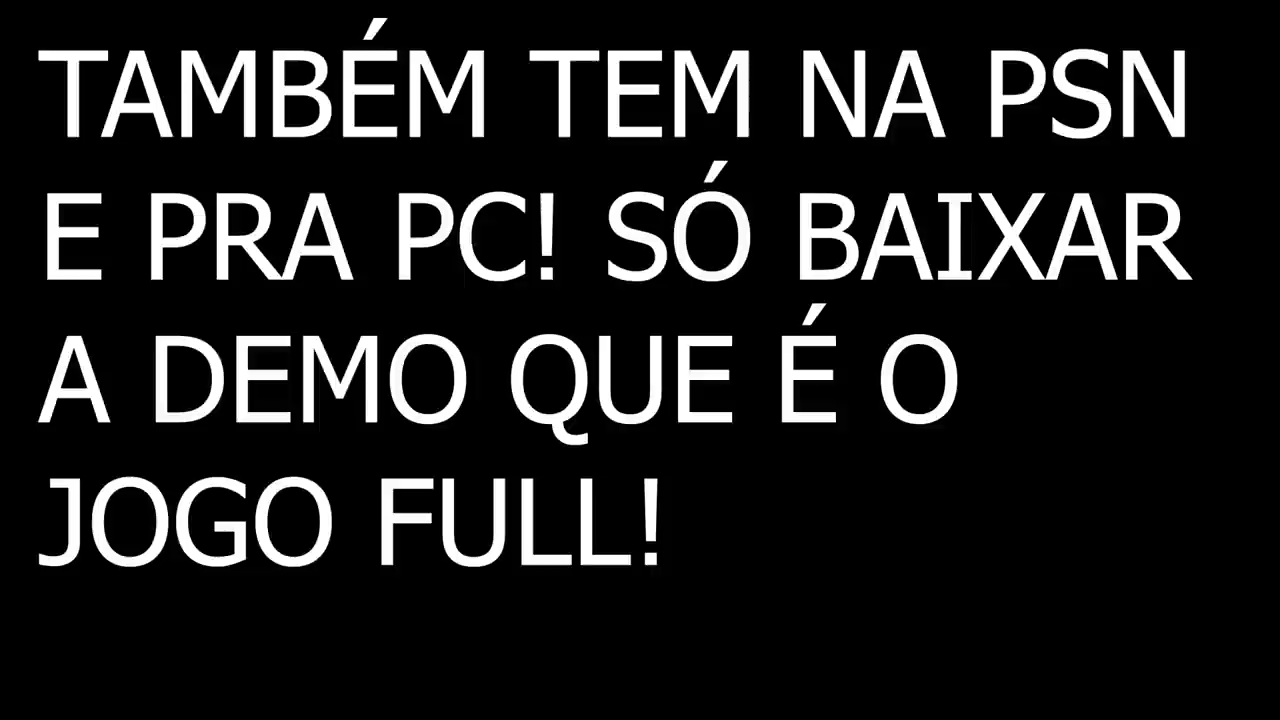 TAMBÉM TEM NA PSN
E PRA PC! SÓ BAIXAR
A DEMO QUE É O
JOGO FULL!